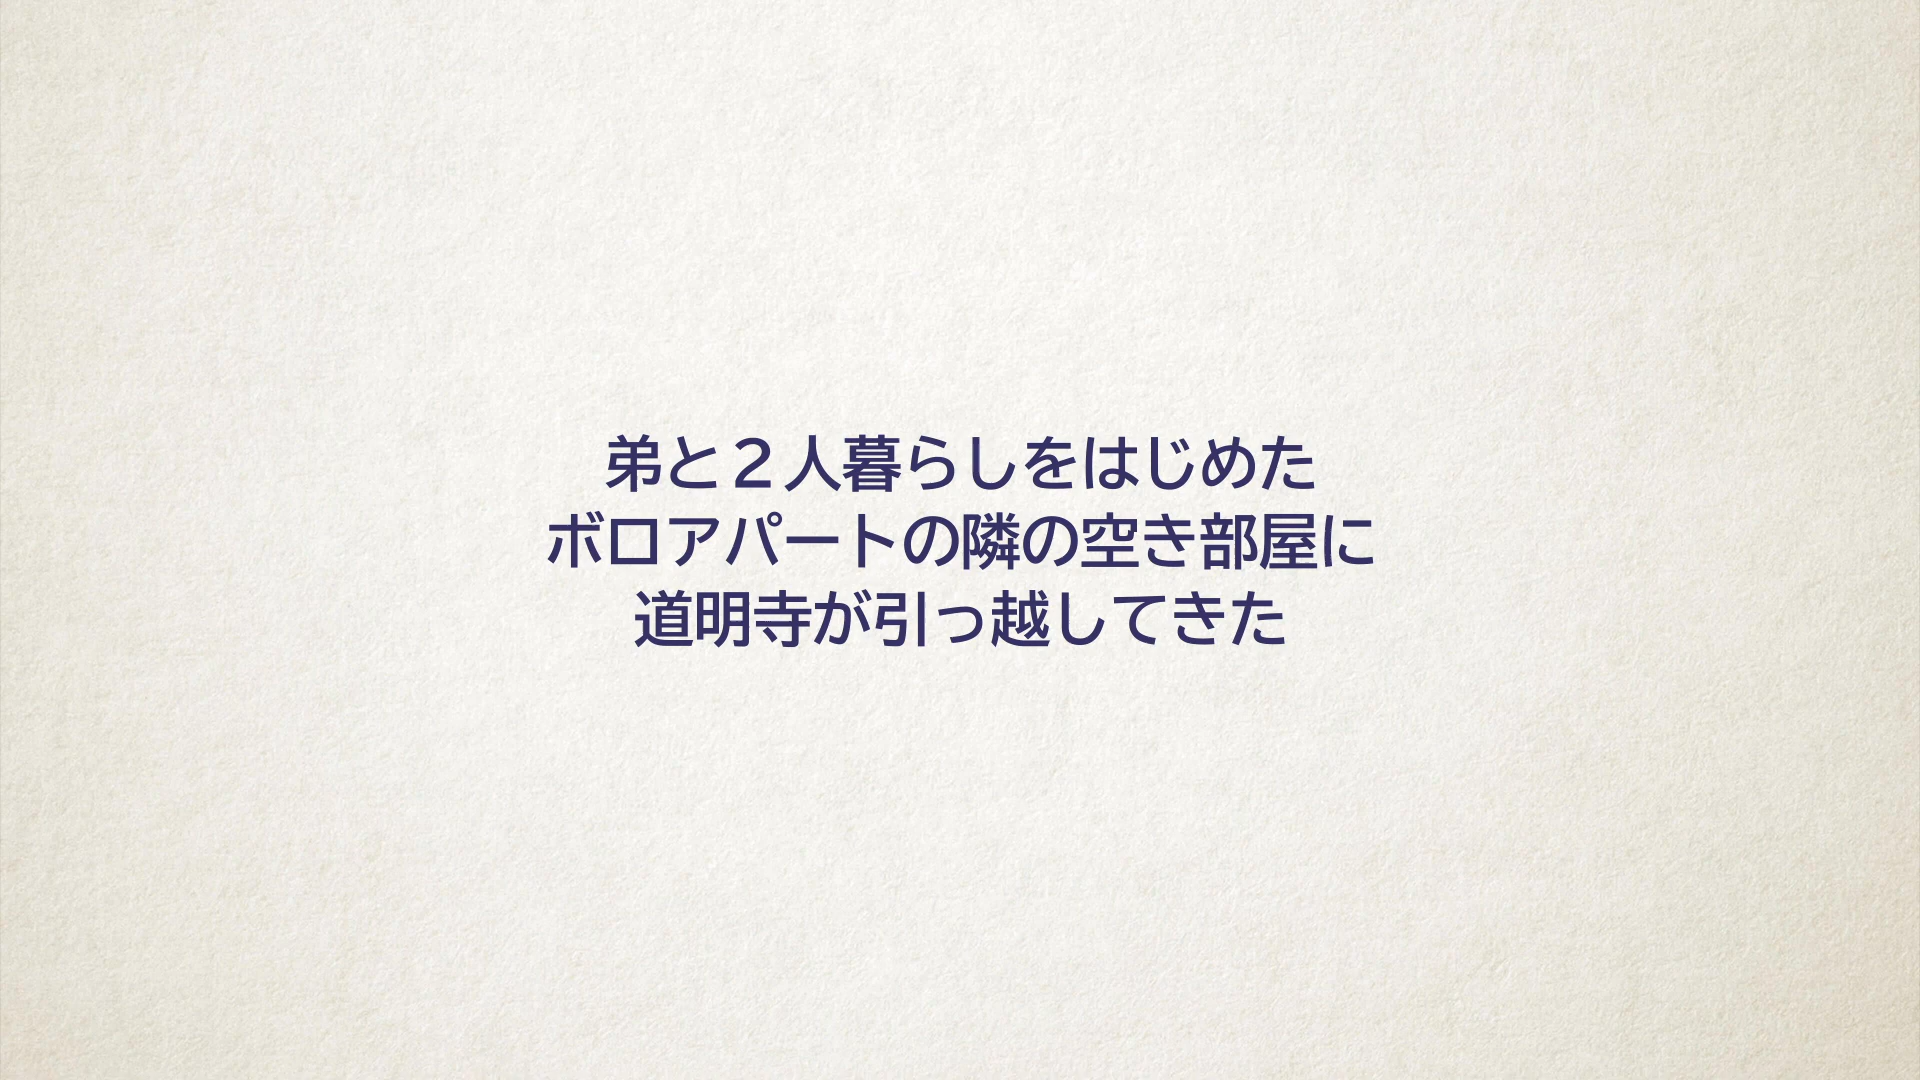 弟と２人暮らしをはじめた
ボロアパートの隣の空き部屋に
道明寺が引っ越してきた